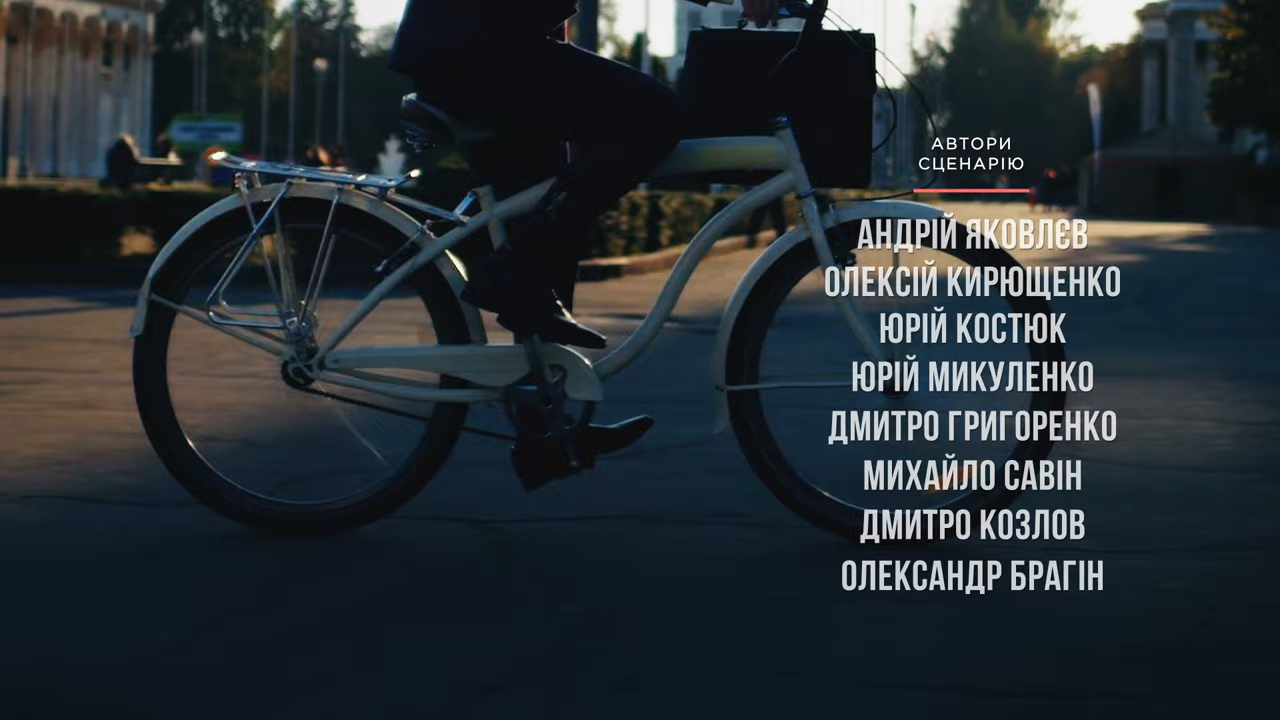 АВТОРИ
СЦЕНАРІЮ
АНДРІЙ ЯКОВЛЄВ
ОЛЕКСІЙ КИРЮЩЕНКО
ЮРІЙ КОСТЮК
ЮРІЙ МИКУЛЕНКО
ДМИТРО ГРИГОРЕНКО
МИХАЙЛО САВІН
ДМИТРО КОЗЛОВ
ОЛЕКСАНДР БРАГІН